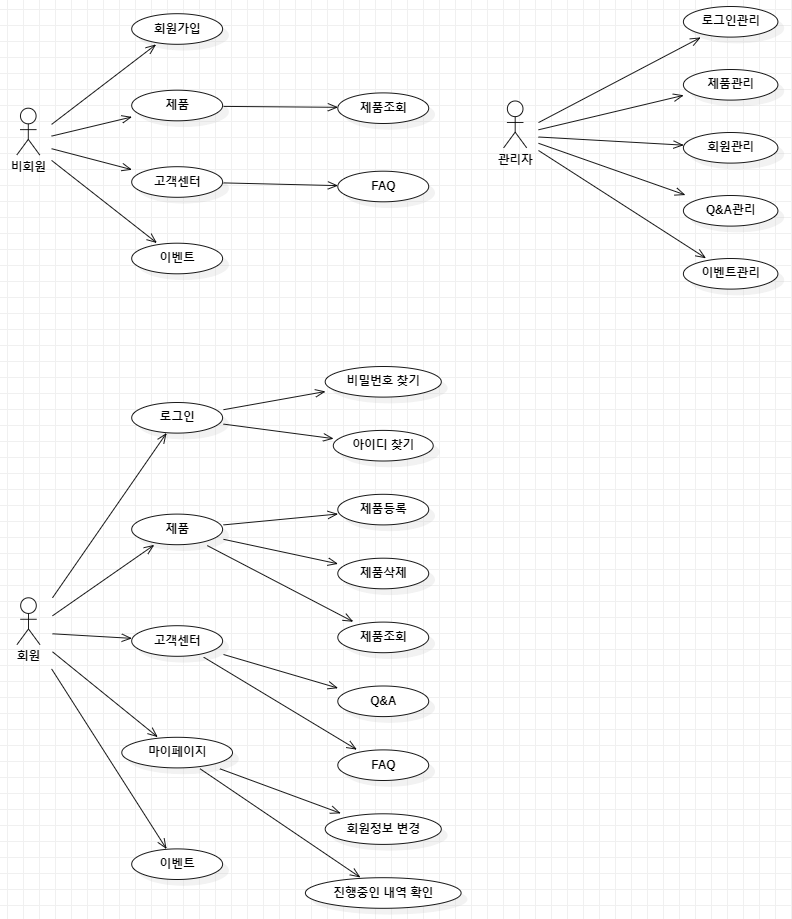 비회원
회원가입
제품
제품조회
고객센터
FAQ
이벤트
관리자
로그인관리
제품관리
회원관리
Q&A관리
이벤트관리
회원
로그인
비밀번호 찾기
아이디 찾기
제품
제품등록
제품삭제
제품조회
고객센터
Q&A
FAQ
마이페이지
회원정보 변경
진행중인 내역 확인
이벤트